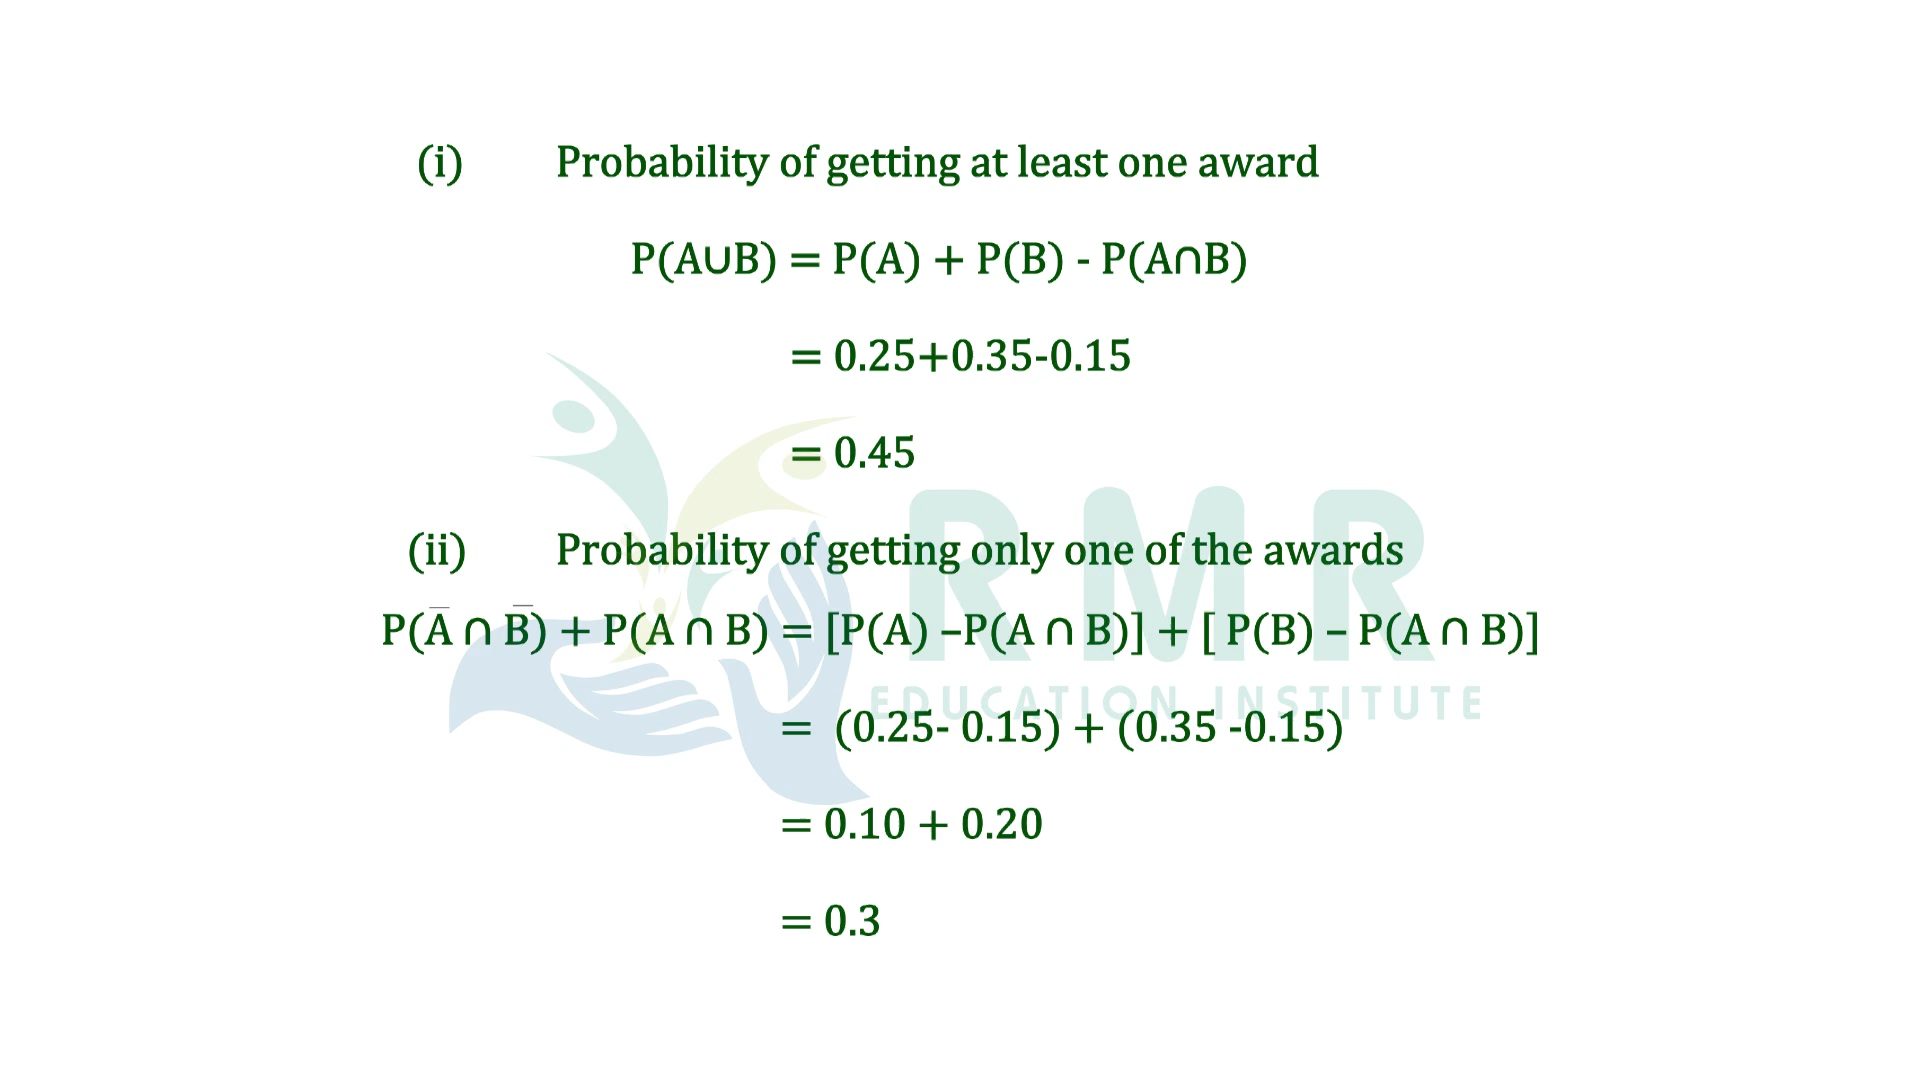 (i) Probability of getting at least one award
P(A∪B) = P(A) + P(B) - P(A∩B)
= 0.25+0.35-0.15
= 0.45
(ii) Probability of getting only one of the awards
P(A̅ ∩ B̅) + P(A ∩ B) = [P(A) –P(A ∩ B)] + [ P(B) – P(A ∩ B)]
= (0.25- 0.15) + (0.35 -0.15)
= 0.10 + 0.20
= 0.3
RMR
EDUCATION INSTITUTE